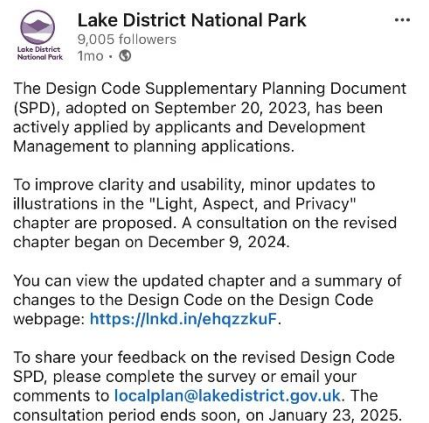 Lake District National Park
9,005 followers
1mo •
Lake District
National Park
The Design Code Supplementary Planning Document
(SPD), adopted on September 20, 2023, has been
actively applied by applicants and Development
Management to planning applications.
To improve clarity and usability, minor updates to
illustrations in the "Light, Aspect, and Privacy"
chapter are proposed. A consultation on the revised
chapter began on December 9, 2024.
You can view the updated chapter and a summary of
changes to the Design Code on the Design Code
webpage: https://lnkd.in/ehqzzkuF.
To share your feedback on the revised Design Code
SPD, please complete the survey or email your
comments to localplan@lakedistrict.gov.uk. The
consultation period ends soon, on January 23, 2025.